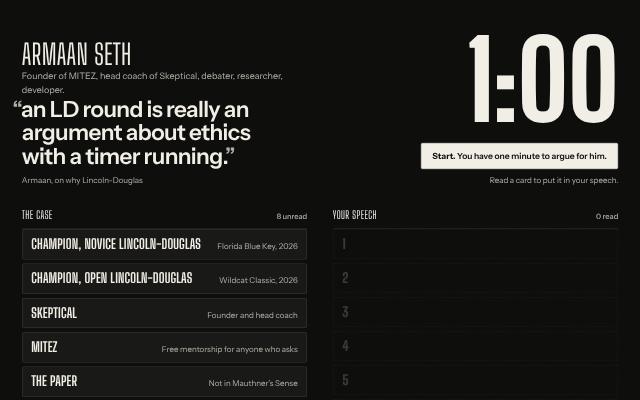 ARMAAN SETH
Founder of MITEZ, head coach of Skeptical, debater, researcher,
developer.
“an LD round is really an
argument about ethics
with a timer running.”
Armaan, on why Lincoln-Douglas
1:00
Start. You have one minute to argue for him.
Read a card to put it in your speech.
THE CASE
8 unread
CHAMPION, NOVICE LINCOLN-DOUGLAS
Florida Blue Key, 2026
CHAMPION, OPEN LINCOLN-DOUGLAS
Wildcat Classic, 2026
SKEPTICAL
Founder and head coach
MITEZ
Free mentorship for anyone who asks
THE PAPER
Not in Mauthner’s Sense
YOUR SPEECH
0 read
1
2
3
4
5